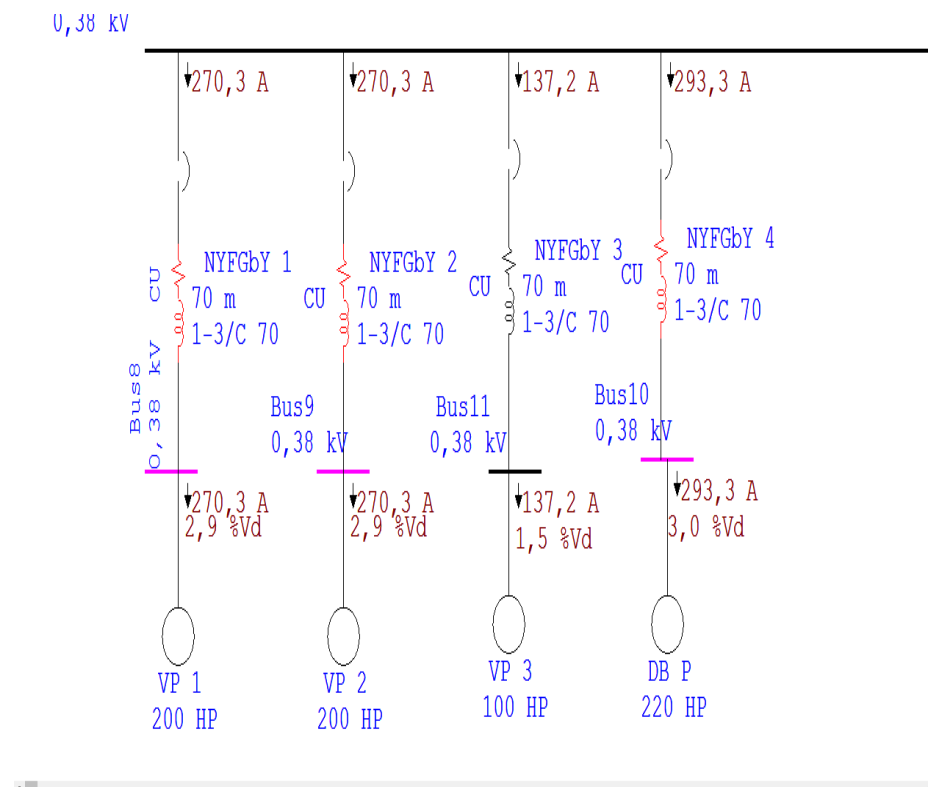 0,38 kV
270,3 A
270,3 A
137,2 A
293,3 A
NYFGbY 1
CU
70 m
1-3/C 70
NYFGbY 2
CU
70 m
1-3/C 70
NYFGbY 3
CU
70 m
1-3/C 70
NYFGbY 4
CU
70 m
1-3/C 70
Bus8
0,38 kV
Bus9
0,38 kV
Bus11
0,38 kV
Bus10
0,38 kV
270,3 A
2,9 %Vd
270,3 A
2,9 %Vd
137,2 A
1,5 %Vd
293,3 A
3,0 %Vd
VP 1
200 HP
VP 2
200 HP
VP 3
100 HP
DB P
220 HP